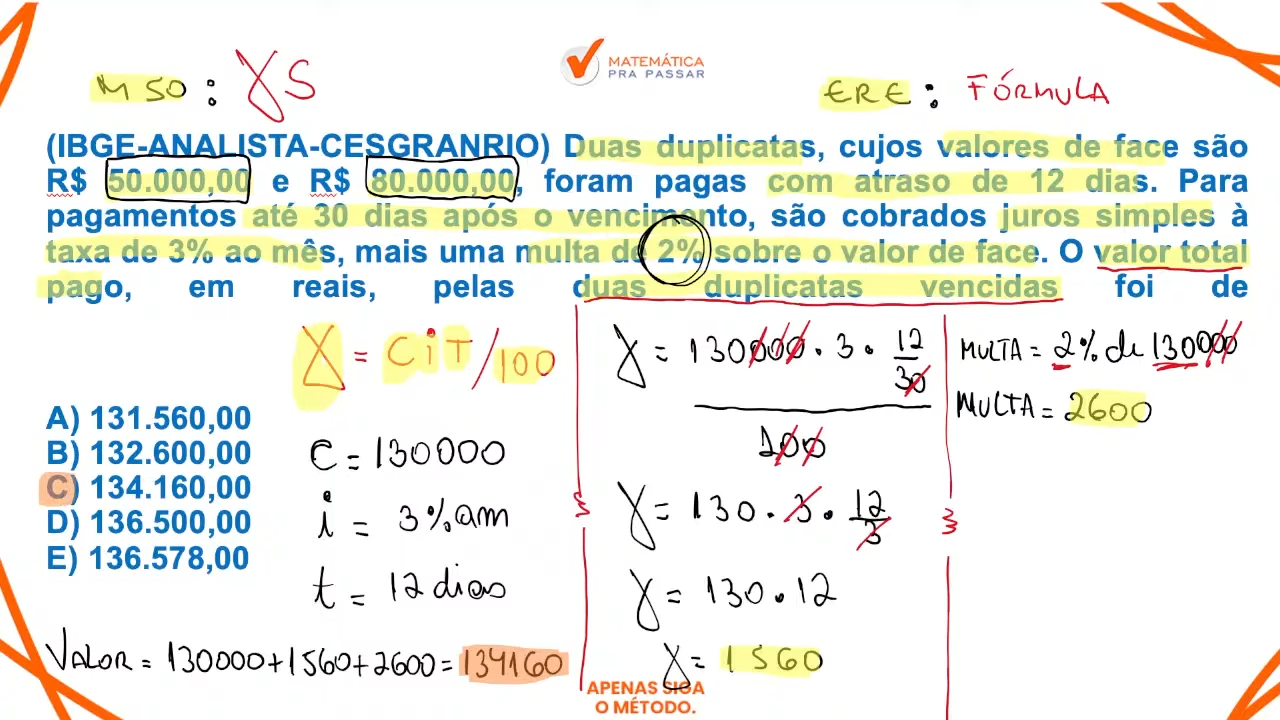 M50: JS
MATEMÁTICA
PRA PASSAR
ERE: FÓRMULA
(IBGE-ANALISTA-CESGRANRIO) Duas duplicatas, cujos valores de face são
R$ 50.000,00 e R$ 80.000,00, foram pagas com atraso de 12 dias. Para
pagamentos até 30 dias após o vencimento, são cobrados juros simples à
taxa de 3% ao mês, mais uma multa de 2% sobre o valor de face. O valor total
pago, em reais, pelas duas duplicatas vencidas foi de
J = CiT/100
A) 131.560,00
B) 132.600,00
C) 134.160,00
D) 136.500,00
E) 136.578,00
C = 130000
i = 3% am
t = 12 dias
VALOR = 130000+1560+2600 = 134160
J = 130000 . 3 . 12
30
100
J = 130 . 3 . 12
3
J = 130 . 12
J = 1560
MULTA = 2% de 130000
MULTA = 2600
APENAS SIGA
O MÉTODO.